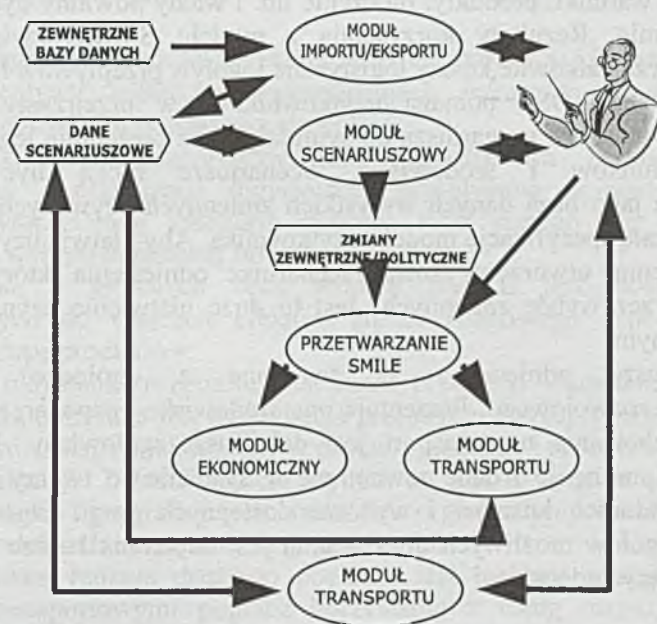 ZEWNĘTRZNE
BAZY DANYCH
MODUŁ
IMPORTU/EKSPORTU
DANE
SCENARIUSZOWE
MODUŁ
SCENARIUSZOWY
ZMIANY
ZEWNĘTRZNE/POLITYCZNE
PRZETWARZANIE
SMILE
MODUŁ
EKONOMICZNY
MODUŁ
TRANSPORTU
MODUŁ
TRANSPORTU